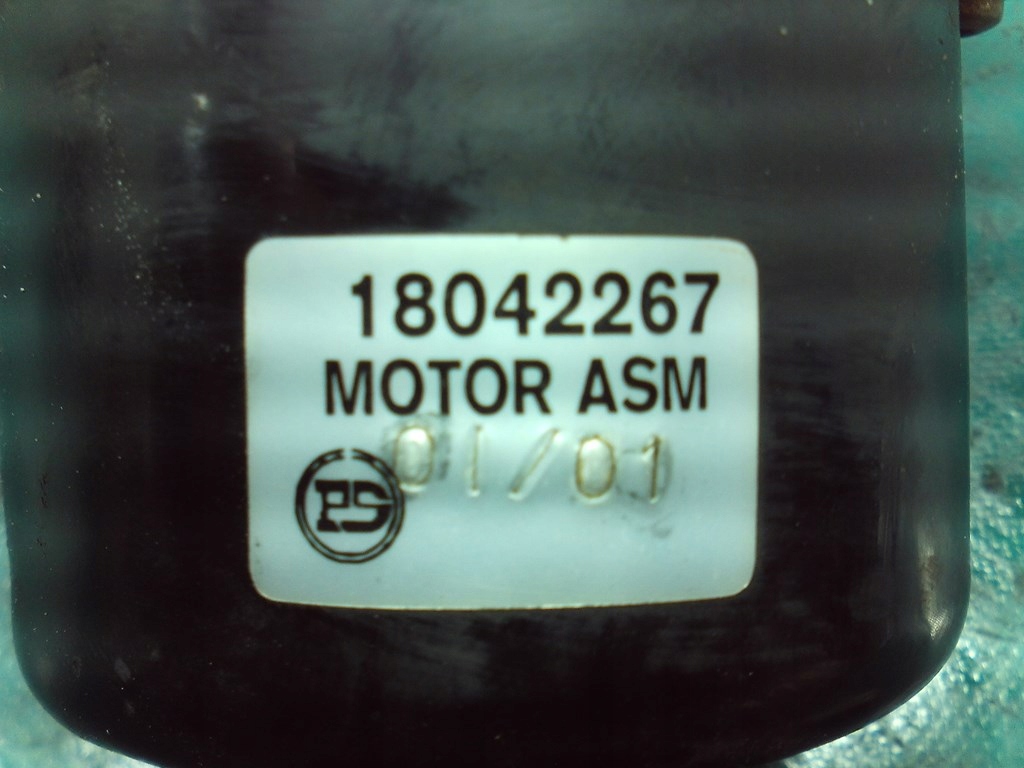 18042267
MOTOR ASM
01/01
PS